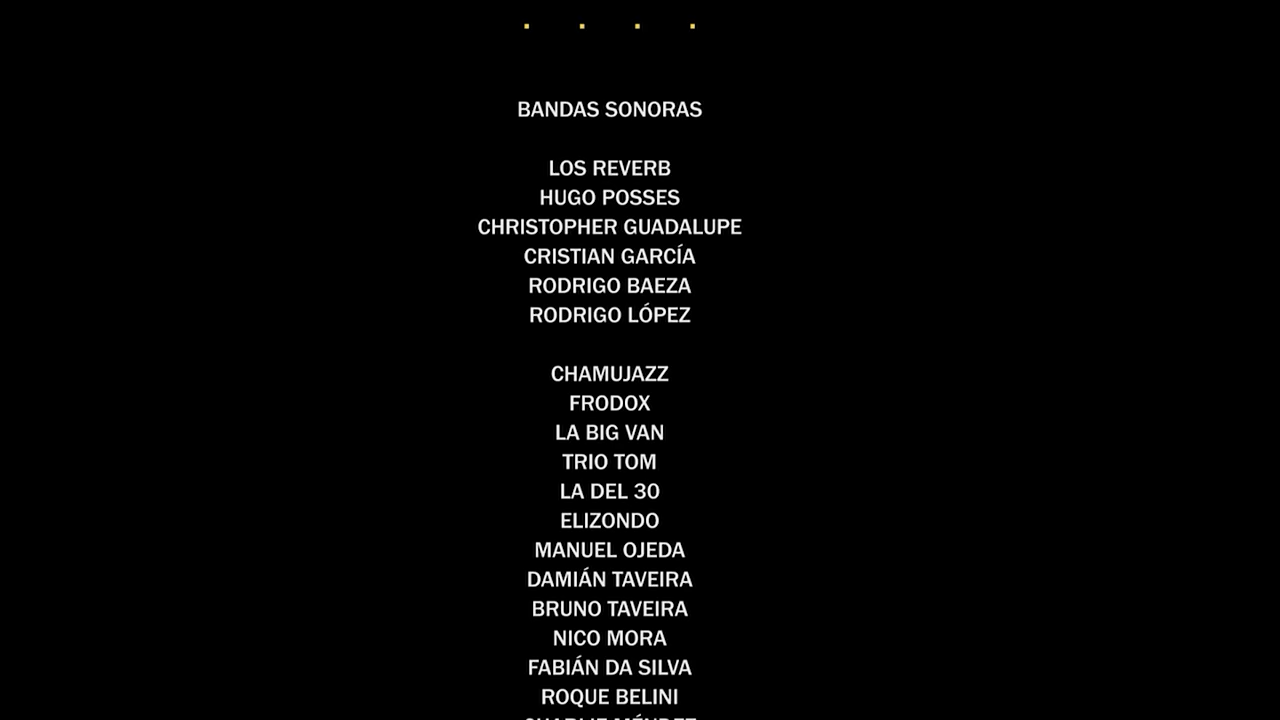 . . . .
BANDAS SONORAS
LOS REVERB
HUGO POSSES
CHRISTOPHER GUADALUPE
CRISTIAN GARCÍA
RODRIGO BAEZA
RODRIGO LÓPEZ
CHAMUJAZZ
FRODOX
LA BIG VAN
TRIO TOM
LA DEL 30
ELIZONDO
MANUEL OJEDA
DAMIÁN TAVEIRA
BRUNO TAVEIRA
NICO MORA
FABIÁN DA SILVA
ROQUE BELINI